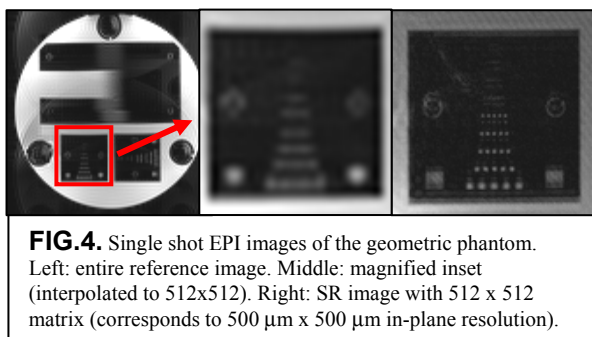 FIG.4. Single shot EPI images of the geometric phantom.
Left: entire reference image. Middle: magnified inset
(interpolated to 512x512). Right: SR image with 512 x 512
matrix (corresponds to 500 µm x 500 µm in-plane resolution).